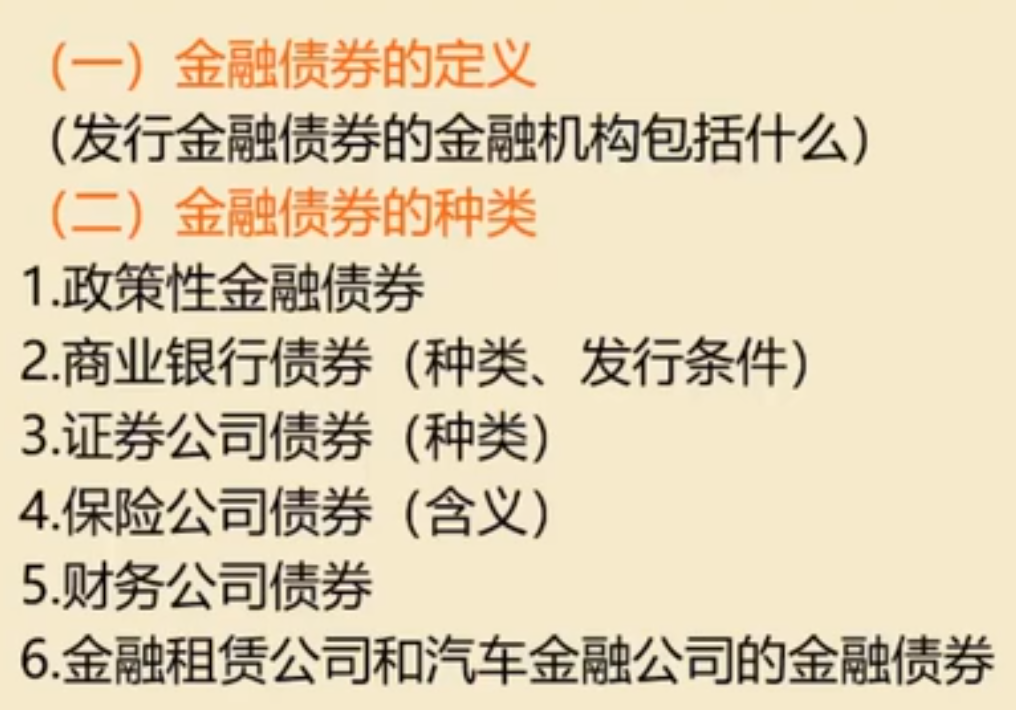 （一）金融债券的定义
（发行金融债券的金融机构包括什么）
（二）金融债券的种类
1.政策性金融债券
2.商业银行债券（种类、发行条件）
3.证券公司债券（种类）
4.保险公司债券（含义）
5.财务公司债券
6.金融租赁公司和汽车金融公司的金融债券